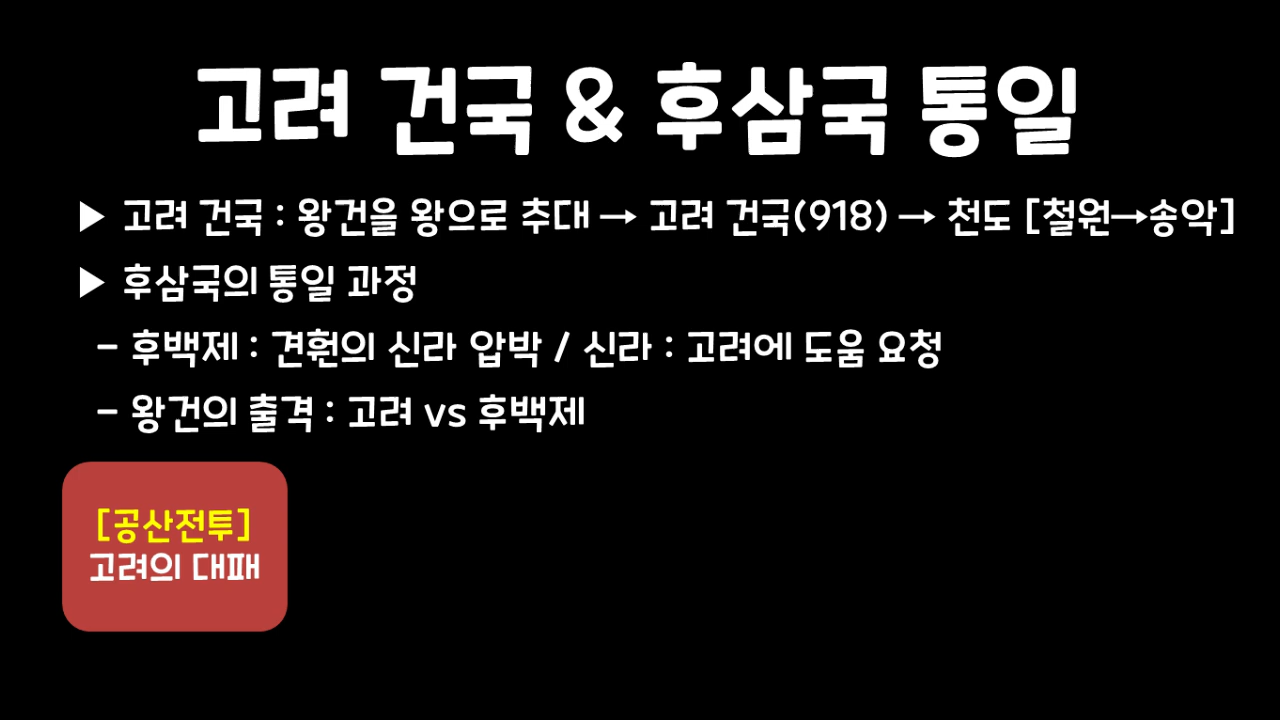 고려 건국 & 후삼국 통일
▶ 고려 건국 : 왕건을 왕으로 추대 → 고려 건국(918) → 천도 [철원→송악]
▶ 후삼국의 통일 과정
- 후백제 : 견훤의 신라 압박 / 신라 : 고려에 도움 요청
- 왕건의 출격 : 고려 vs 후백제
[공산전투]
고려의 대패